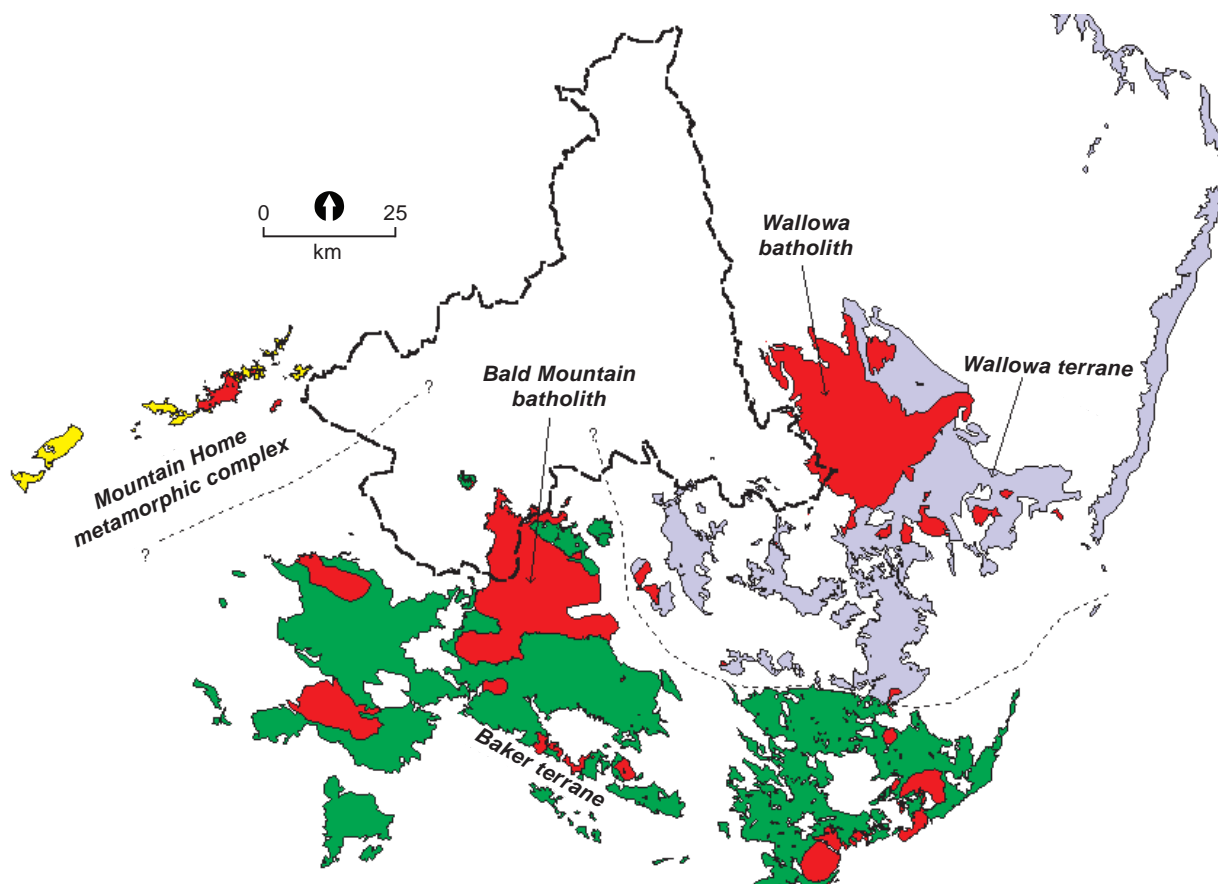 0 25
km
Wallowa
batholith
Bald Mountain
batholith
Wallowa terrane
?
?
Mountain Home
metamorphic complex
?
Baker terrane